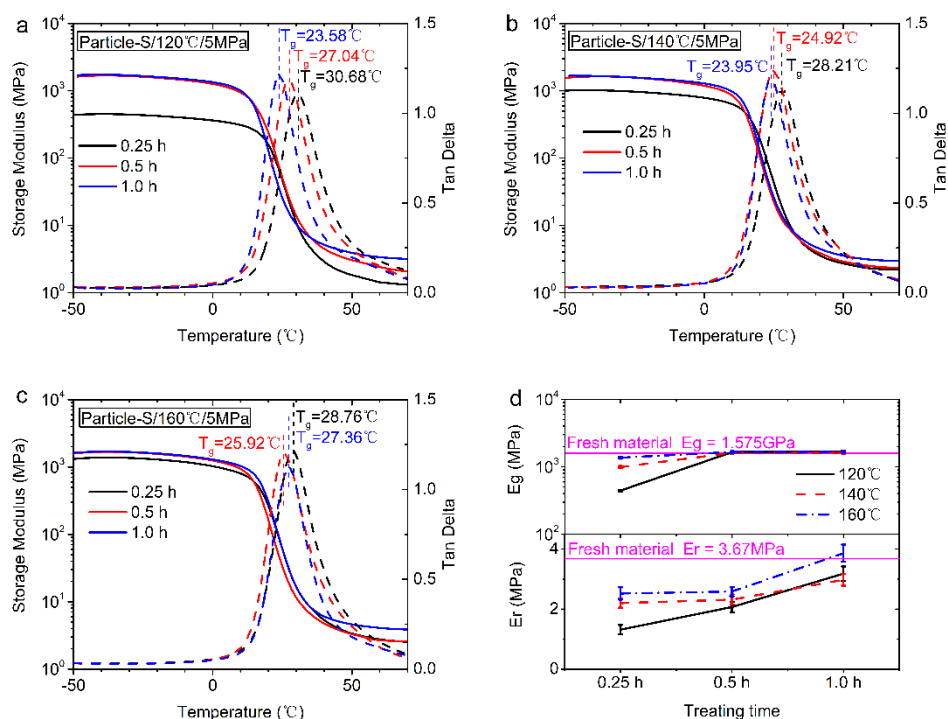 a
Particle-S/120℃/5MPa
Tg=23.58℃
Tg=27.04℃
Tg=30.68℃
0.25 h
0.5 h
1.0 h
10⁴
10³
10²
10¹
10⁰
1.5
1.0
0.5
0.0
-50
0
50
Storage Modulus (MPa)
Tan Delta
Temperature (℃)
b
Particle-S/140℃/5MPa
Tg=24.92℃
Tg=23.95℃
Tg=28.21℃
0.25 h
0.5 h
1.0 h
10⁴
10³
10²
10¹
10⁰
1.5
1.0
0.5
0.0
-50
0
50
Storage Modulus (MPa)
Tan Delta
Temperature (℃)
c
Particle-S/160℃/5MPa
Tg=28.76℃
Tg=25.92℃
Tg=27.36℃
0.25 h
0.5 h
1.0 h
10⁴
10³
10²
10¹
10⁰
1.5
1.0
0.5
0.0
-50
0
50
Storage Modulus (MPa)
Tan Delta
Temperature (℃)
d
10⁴
Fresh material Eg = 1.575GPa
10³
120℃
140℃
160℃
10²
Eg (MPa)
4
Fresh material Er = 3.67MPa
2
0
Er (MPa)
0.25 h
0.5 h
1.0 h
Treating time